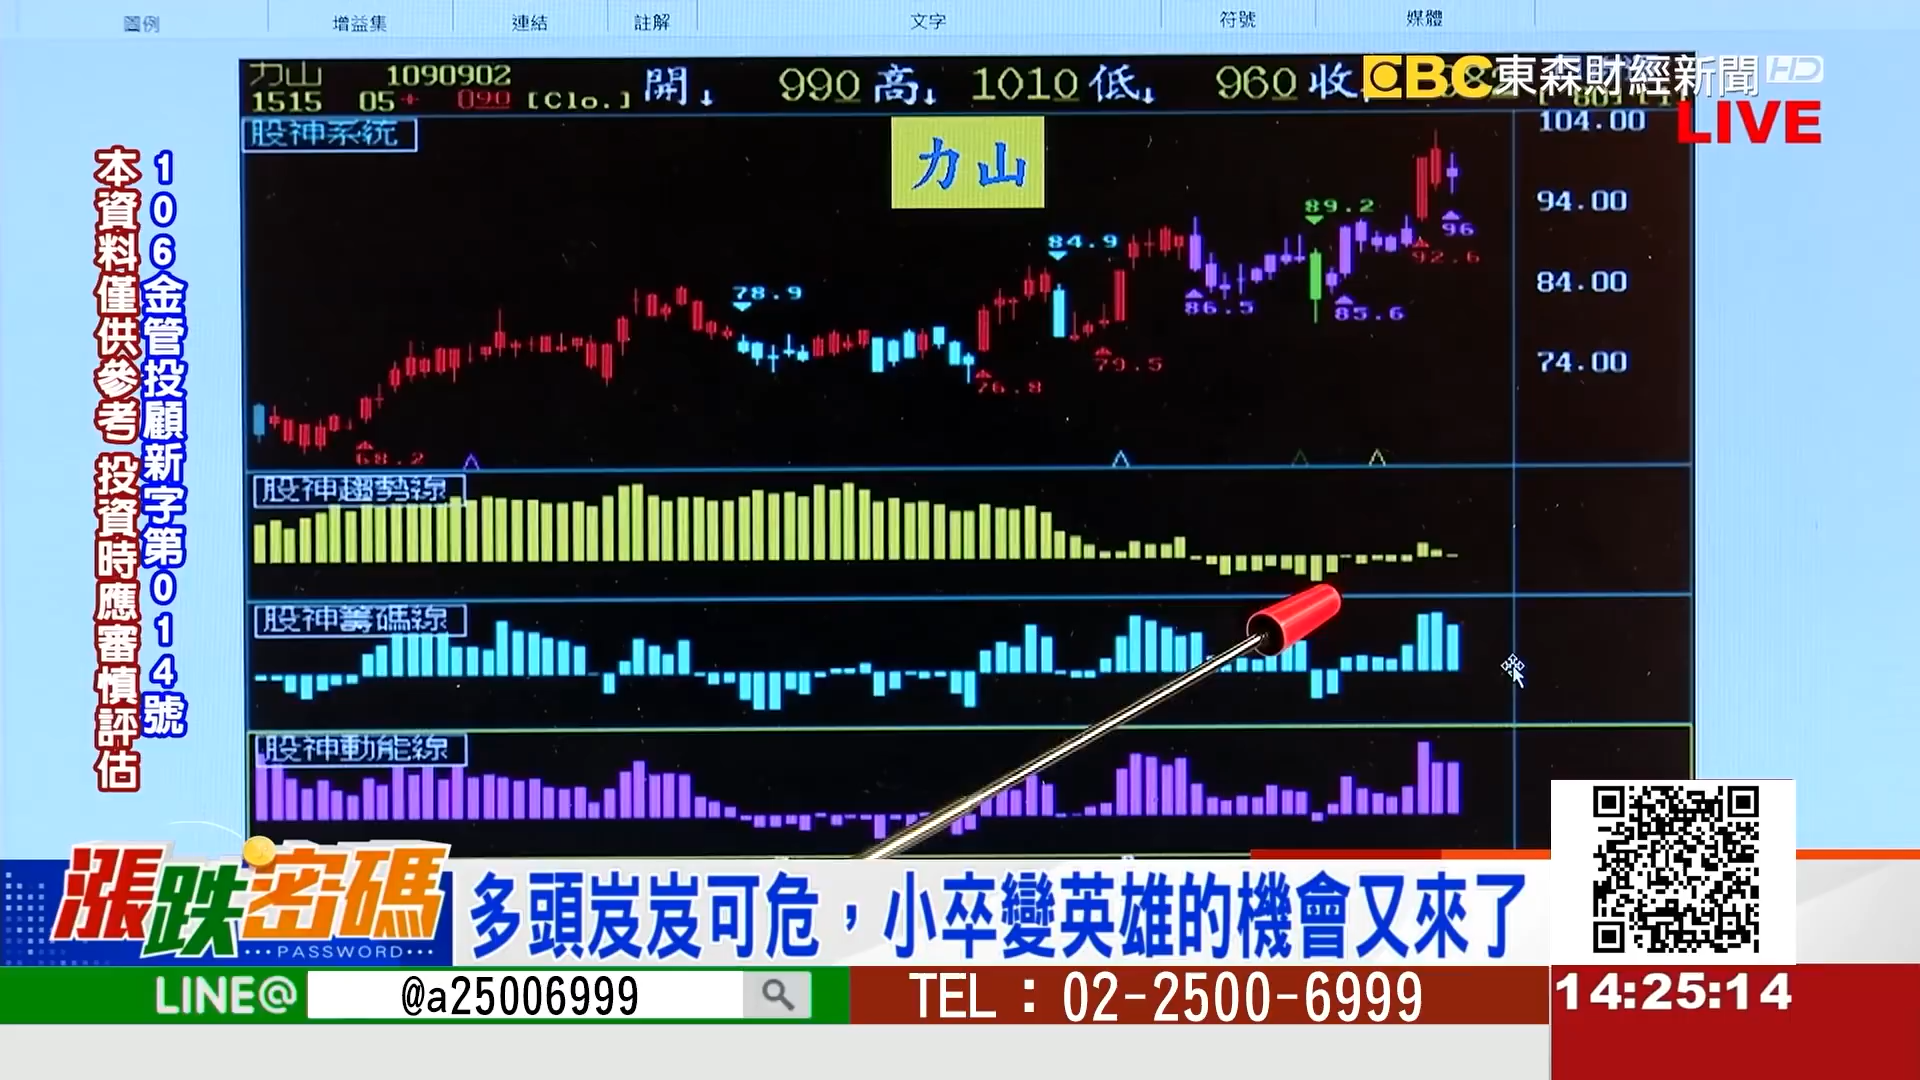 圖例 增益集 連結 註解 文字 符號 媒體
力山 1090902 開↓ 990 高↓ 1010 低↓ 960 收
1515 05+ 090 [Clo.]
EBC東森財經新聞 HD
LIVE
股神系統
力山
104.00
94.00
84.00
74.00
89.2
96
84.9
92.6
78.9
86.5
85.6
79.5
76.8
68.2
股神趨勢線
股神籌碼線
股神動能線
106金管投顧新字第014號
本資料僅供參考 投資時應審慎評估
漲跌密碼
PASSWORD
多頭岌岌可危，小卒變英雄的機會又來了
LINE@ @a25006999
TEL：02-2500-6999
14:25:14